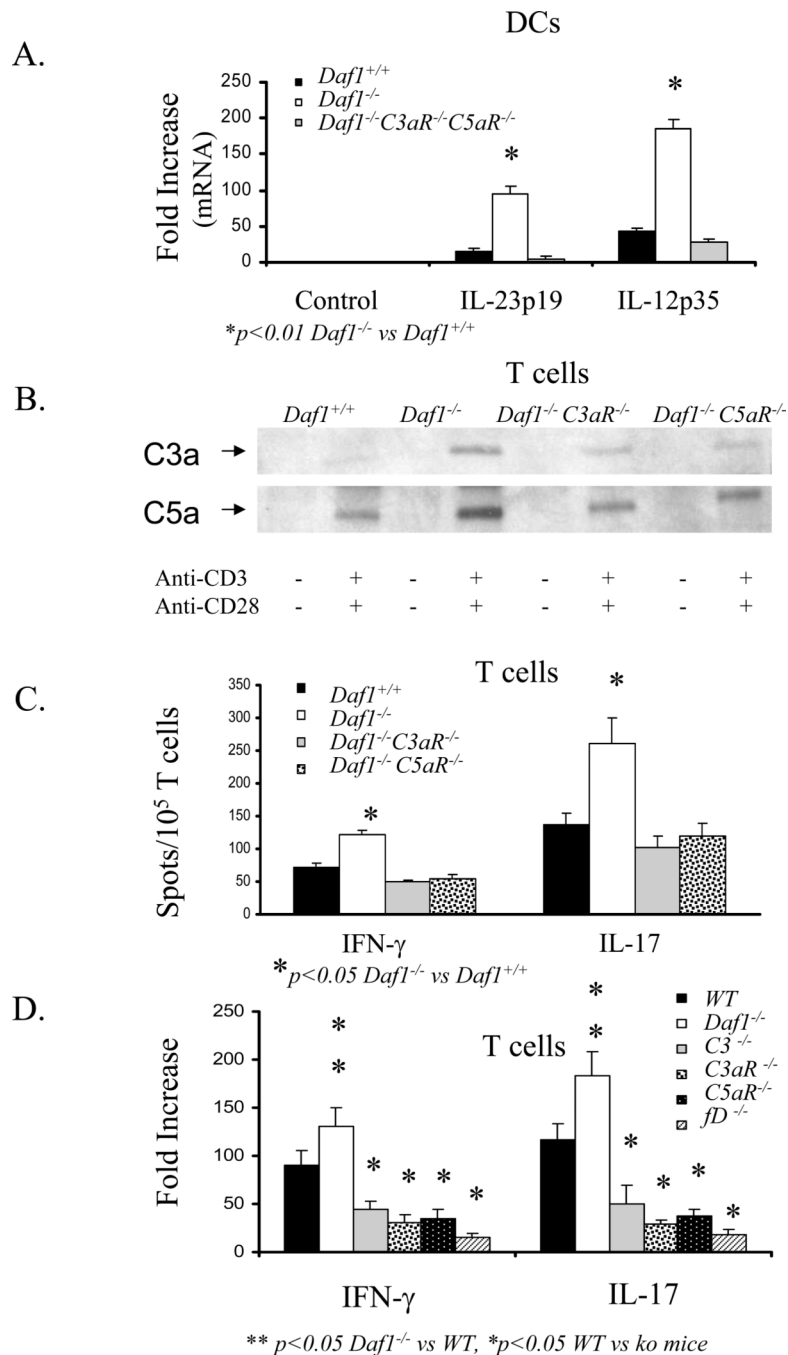 A.
DCs
Fold Increase
(mRNA)
250
200
150
100
50
0
Daf1+/+
Daf1-/-
Daf1-/-C3aR-/-C5aR-/-
*
*
Control
IL-23p19
IL-12p35
*p<0.01 Daf1-/- vs Daf1+/+
B.
T cells
Daf1+/+ Daf1-/- Daf1-/- C3aR-/- Daf1-/- C5aR-/-
C3a
C5a
Anti-CD3 - + - + - + - +
Anti-CD28 - + - + - + - +
C.
T cells
Spots/10⁵ T cells
350
300
250
200
150
100
50
0
Daf1+/+
Daf1-/-
Daf1-/-C3aR-/-
Daf1-/- C5aR-/-
*
*
IFN-γ
IL-17
*p<0.05 Daf1-/- vs Daf1+/+
D.
T cells
Fold Increase
250
200
150
100
50
0
WT
Daf1-/-
C3 -/-
C3aR -/-
C5aR-/-
fD -/-
*
*
* * * *
*
*
* * * *
IFN-γ
IL-17
** p<0.05 Daf1-/- vs WT, *p<0.05 WT vs ko mice